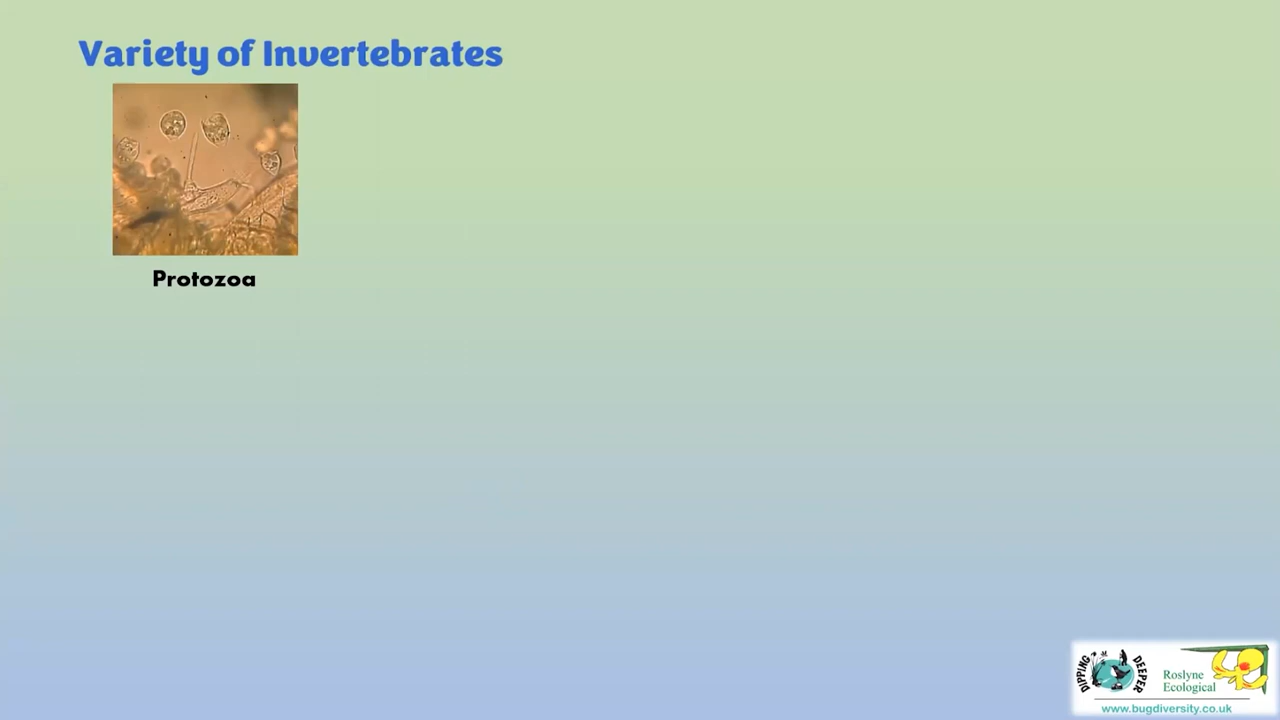 Variety of Invertebrates
Protozoa
DIPPING DEEPER
Roslyne
Ecological
www.bugdiversity.co.uk